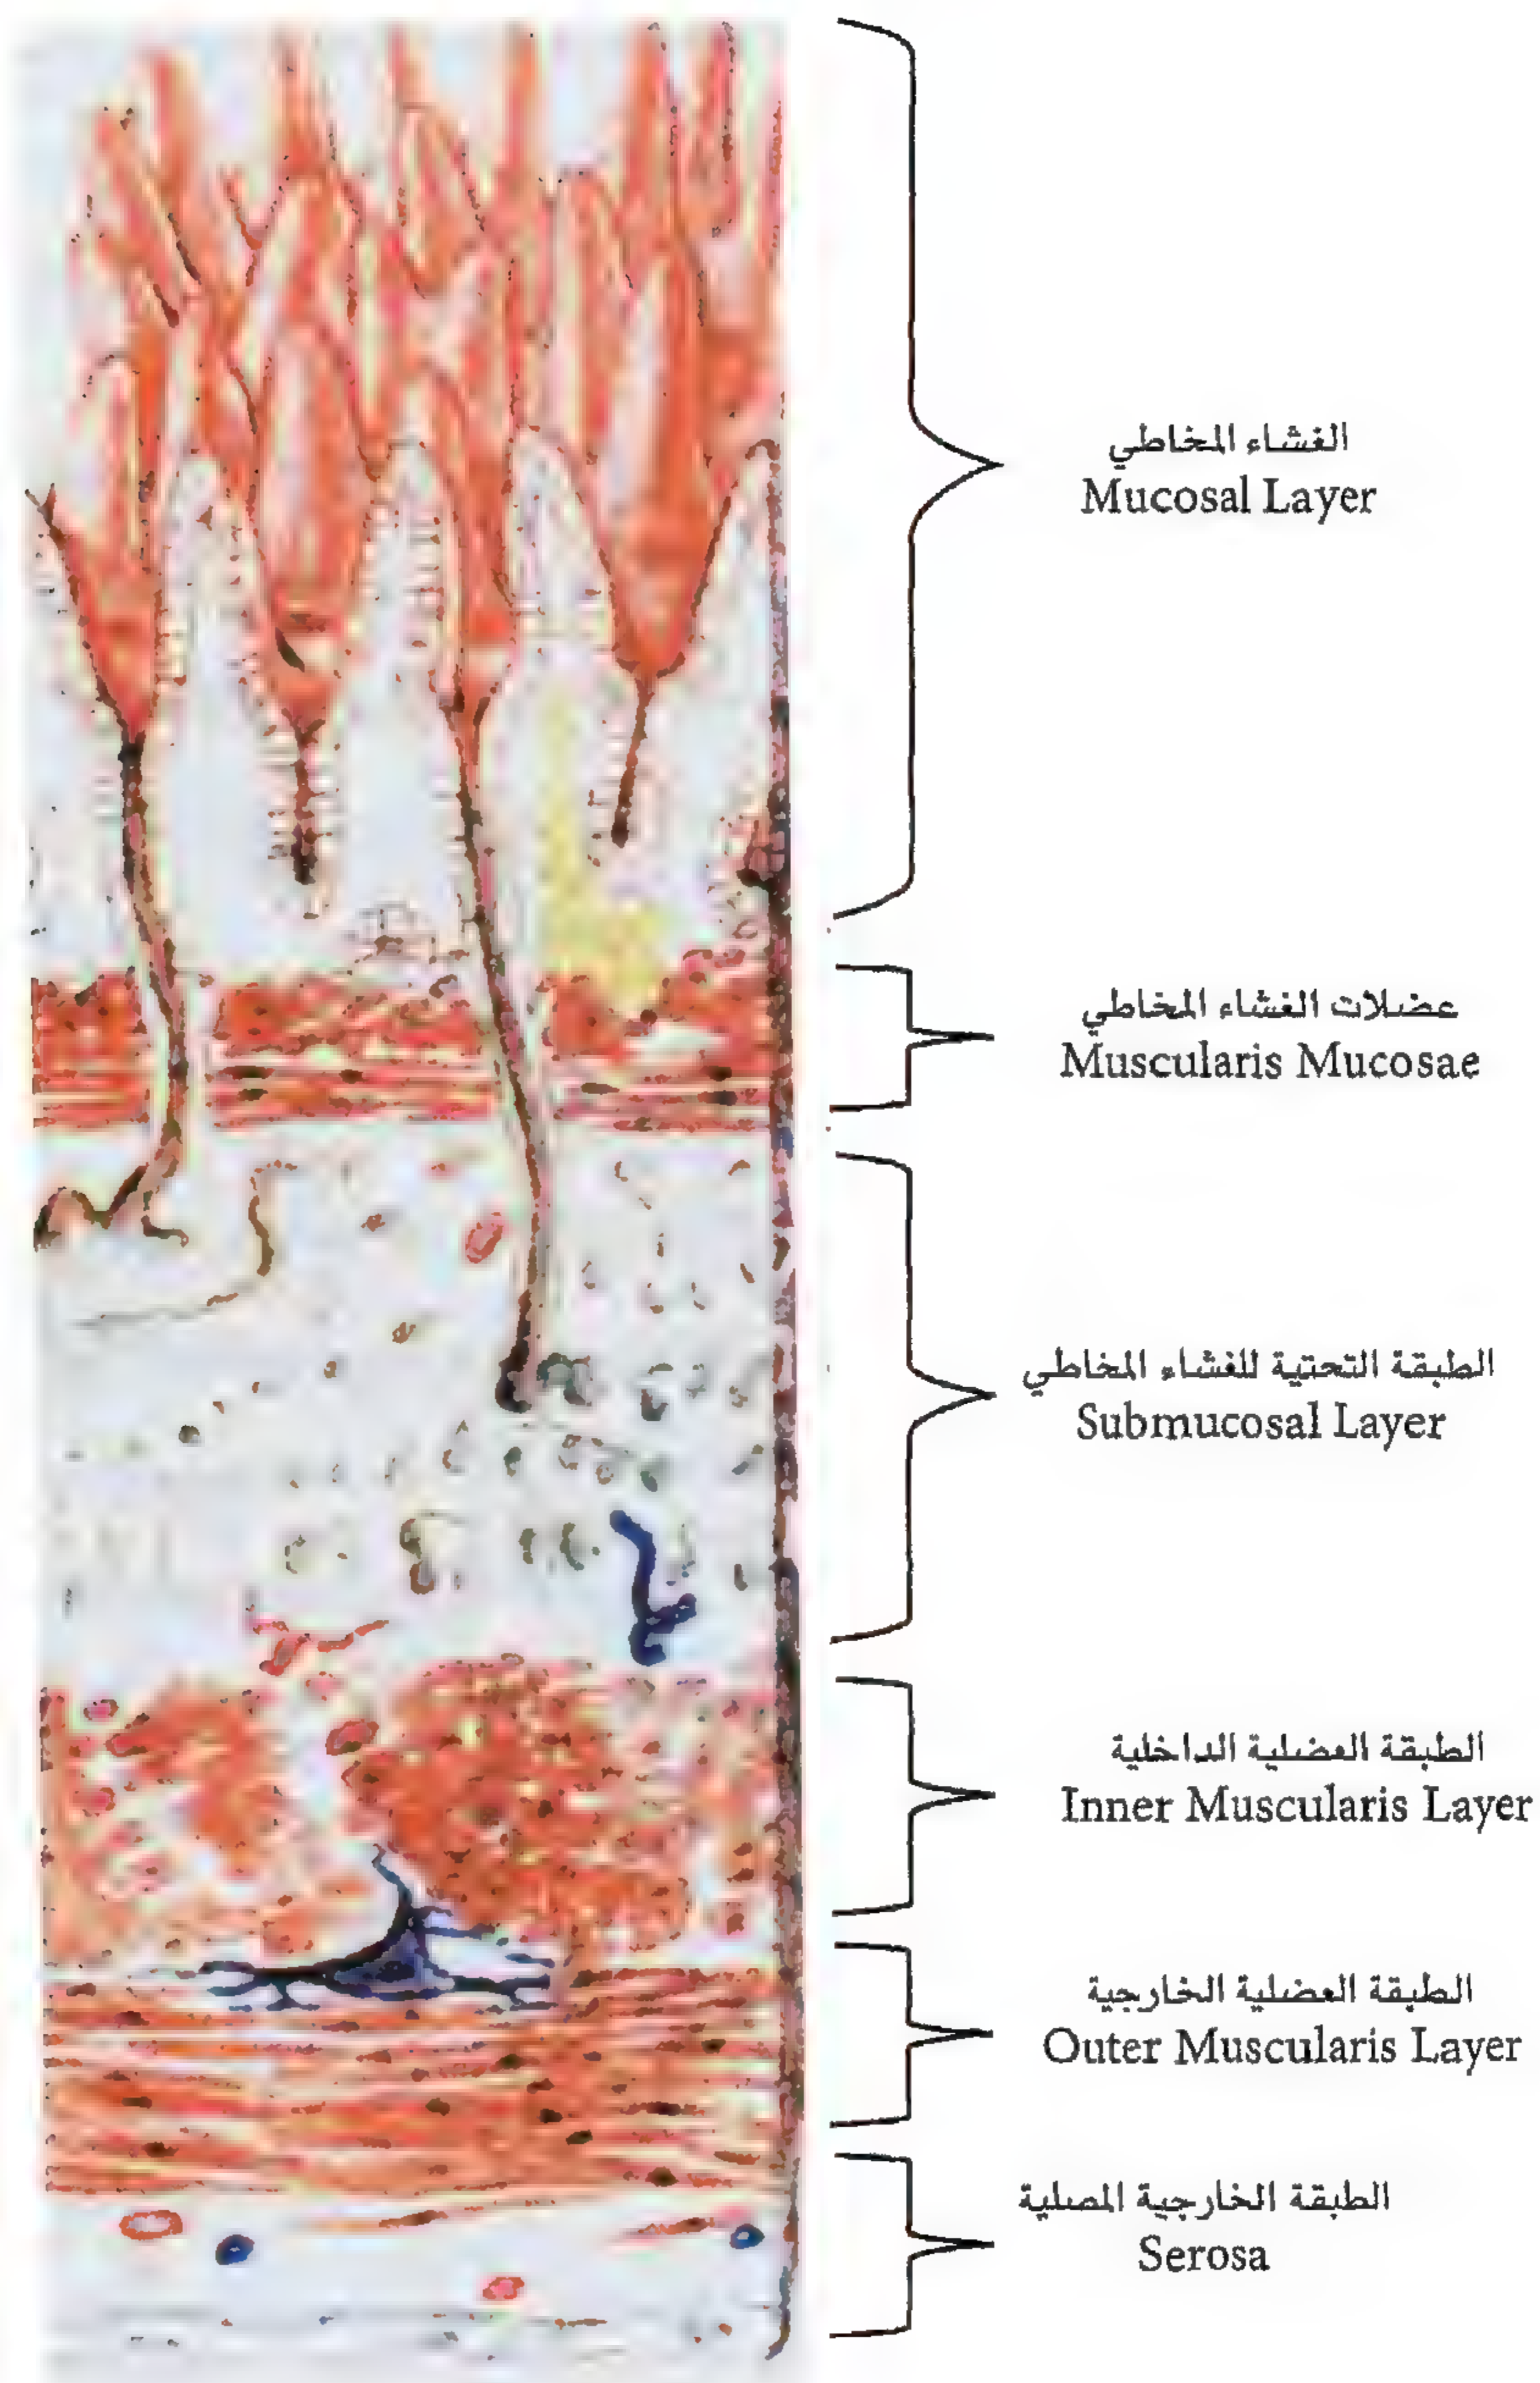 الغشاء المخاطي
Mucosal Layer
عضلات الغشاء المخاطي
Muscularis Mucosae
الطبقة التحتية للغشاء المخاطي
Submucosal Layer
الطبقة العضلية الداخلية
Inner Muscularis Layer
الطبقة العضلية الخارجية
Outer Muscularis Layer
الطبقة الخارجية المصلية
Serosa